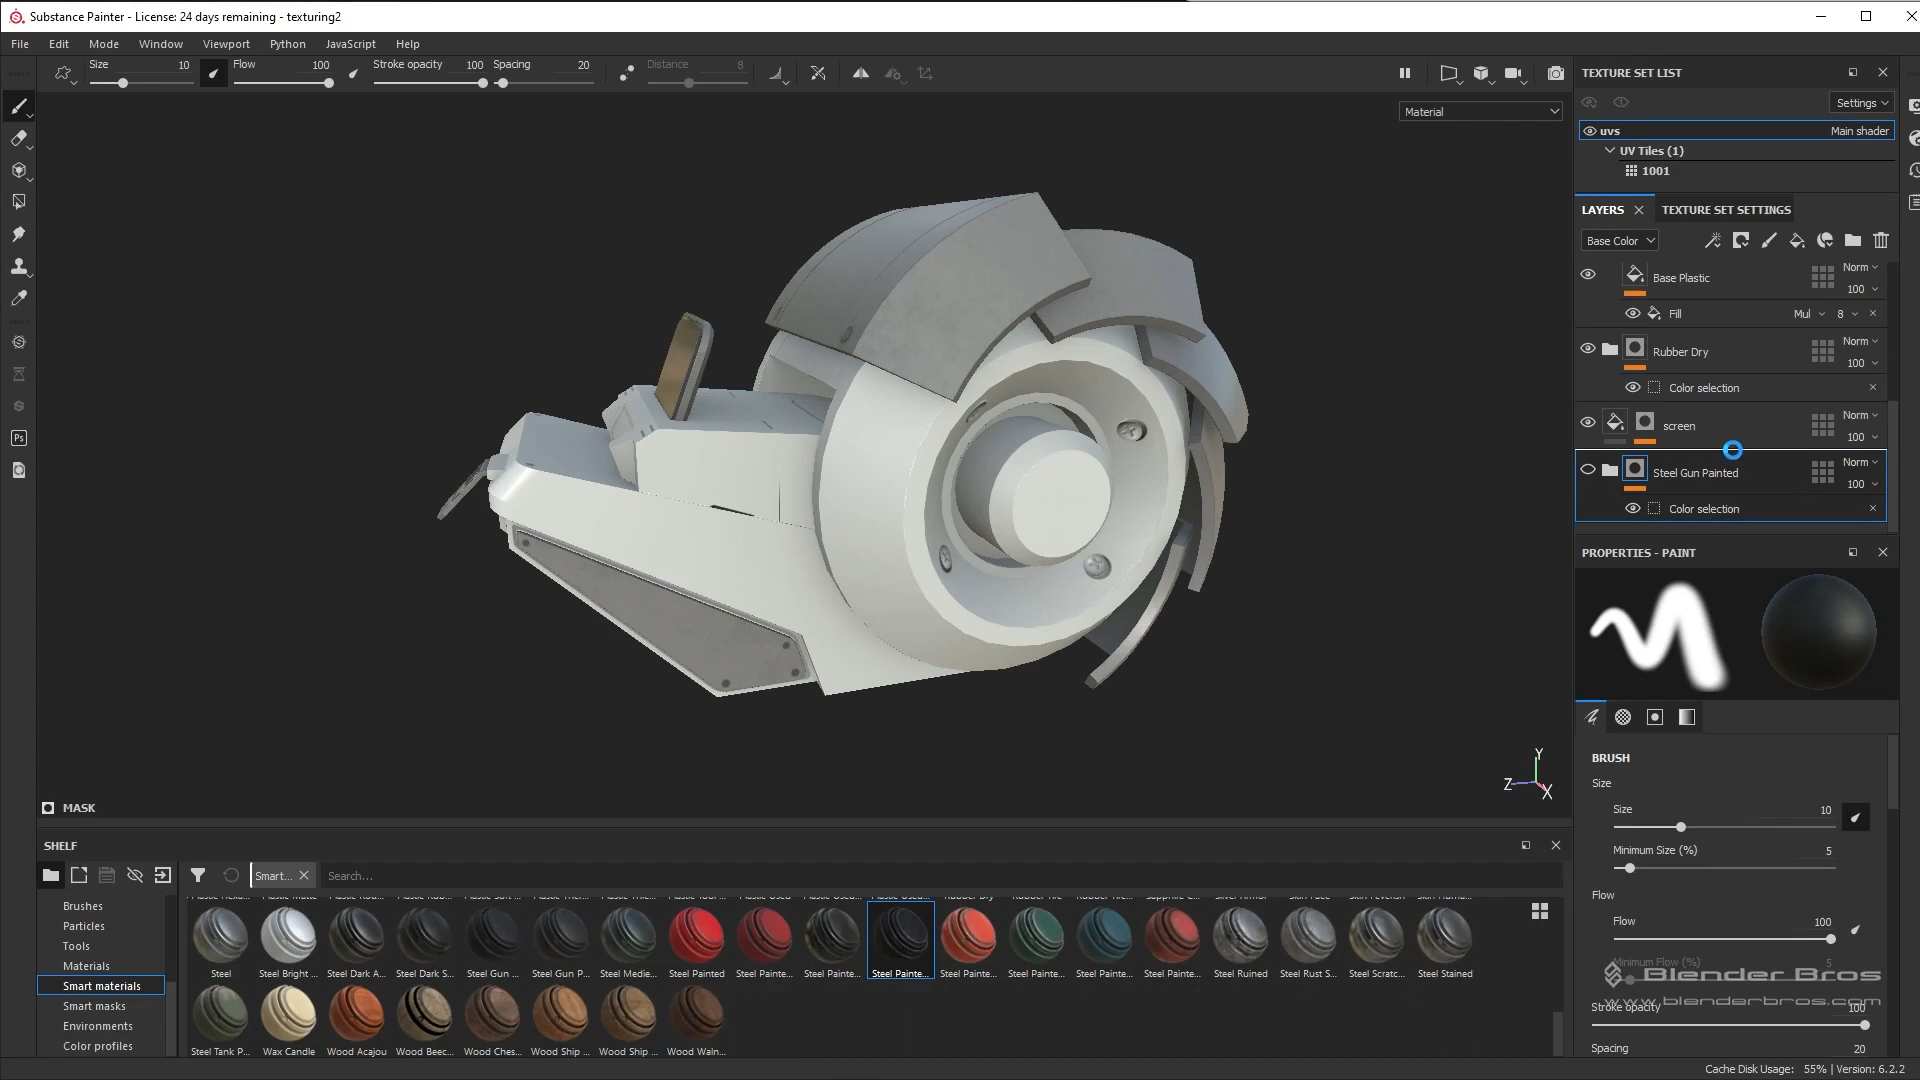 Substance Painter - License: 24 days remaining - texturing2
File Edit Mode Window Viewport Python JavaScript Help
Size 10 Flow 100 Stroke opacity 100 Spacing 20 Distance 8
Material
TEXTURE SET LIST
Settings
uvs Main shader
UV Tiles (1)
1001
LAYERS TEXTURE SET SETTINGS
Base Color
Base Plastic Norm 100
Fill Mul 8
Rubber Dry Norm 100
Color selection
screen Norm 100
Steel Gun Painted Norm 100
Color selection
PROPERTIES - PAINT
Y
Z
X
BRUSH
Size
Size 10
Minimum Size (%) 5
Flow
Flow 100
Minimum Flow (%) 5
Blender Bros
www.blenderbros.com
Stroke opacity 100
Spacing 20
MASK
SHELF
Smart... Search...
Brushes
Particles
Tools
Materials
Smart materials
Smart masks
Environments
Color profiles
Steel Steel Bright ... Steel Dark A... Steel Dark S... Steel Gun ... Steel Gun P... Steel Medie... Steel Painted Steel Painte... Steel Painte... Steel Painte... Steel Painte... Steel Painte... Steel Painte... Steel Painte... Steel Ruined Steel Rust S... Steel Scratc... Steel Stained
Steel Tank P... Wax Candle Wood Acajou Wood Beec... Wood Ches... Wood Ship ... Wood Ship ... Wood Waln...
Cache Disk Usage: 55% | Version: 6.2.2